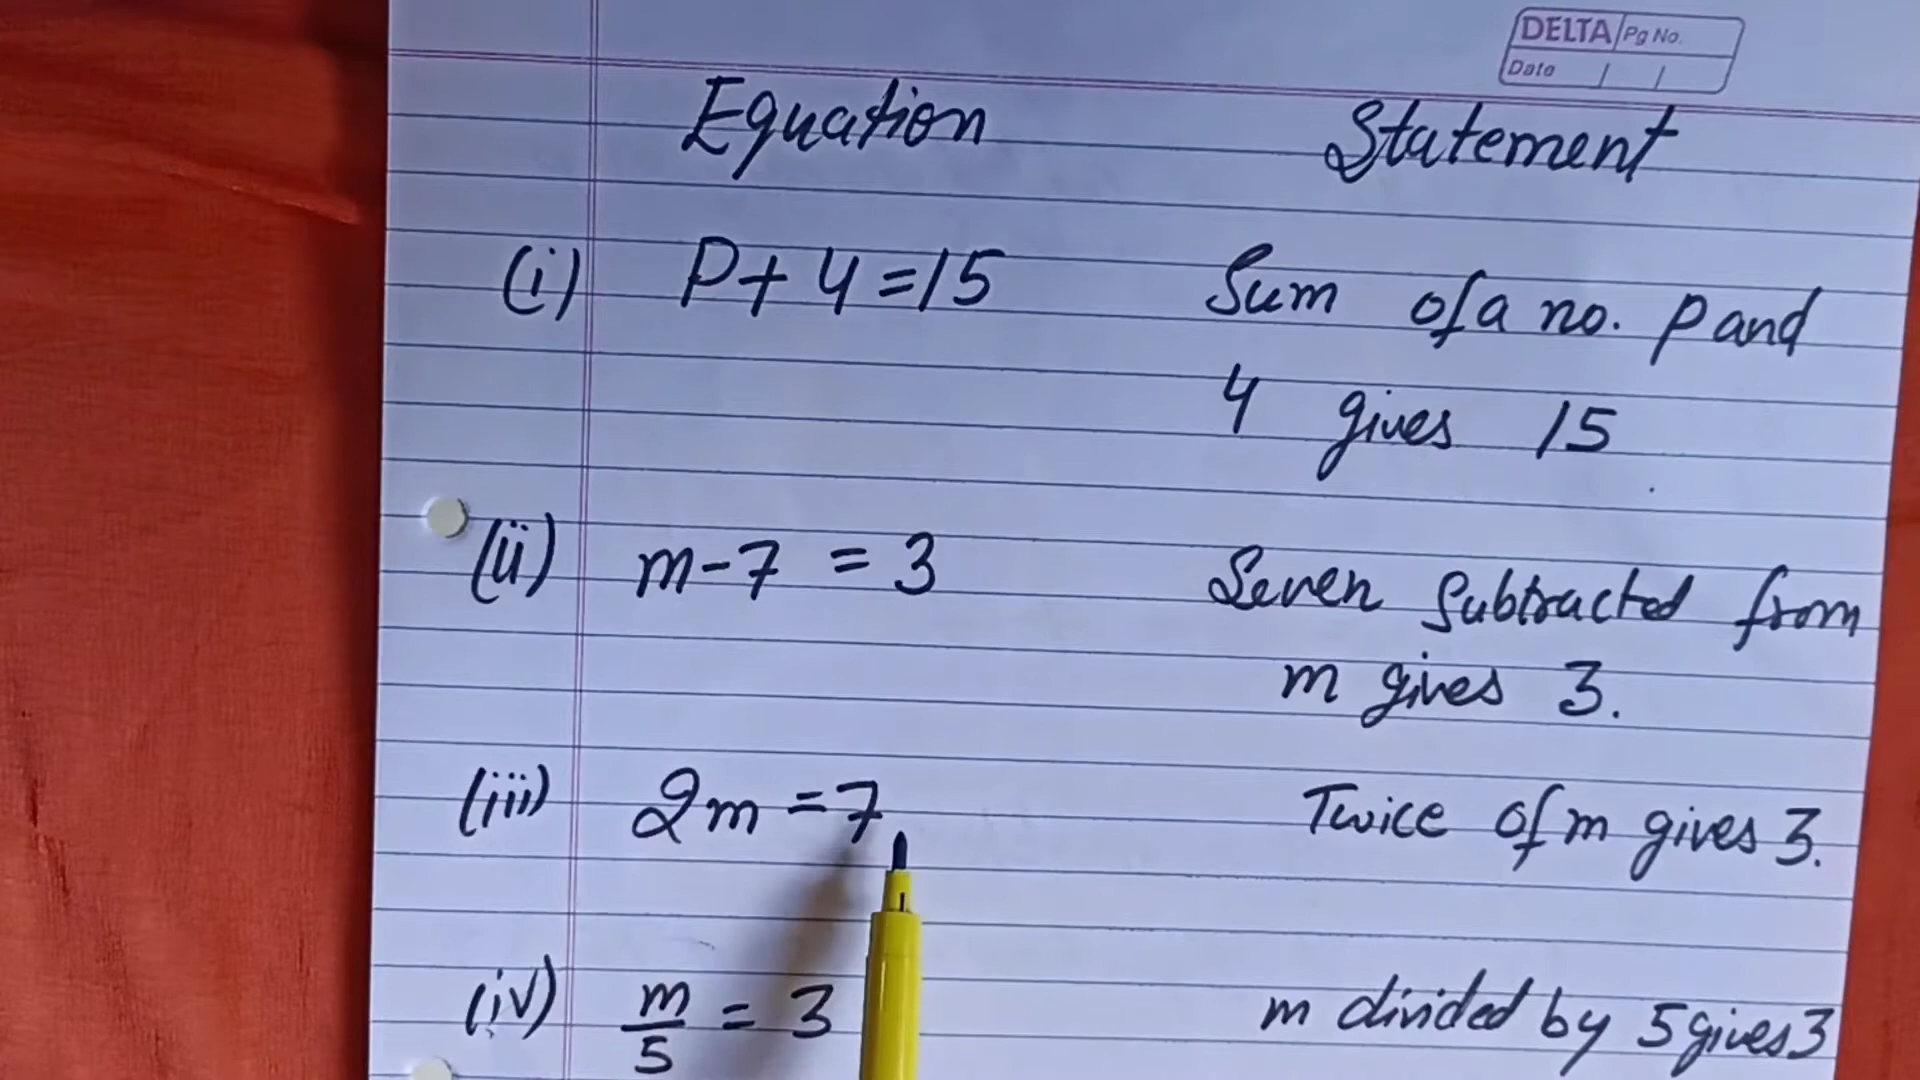 DELTA Pg No.
Date
Equation Statement
(i) P + 4 = 15 Sum of a no. p and
4 gives 15
(ii) m - 7 = 3 Seven Subtracted from
m gives 3.
(iii) 2m = 7 Twice of m gives 3.
(iv) m/5 = 3 m divided by 5 gives 3